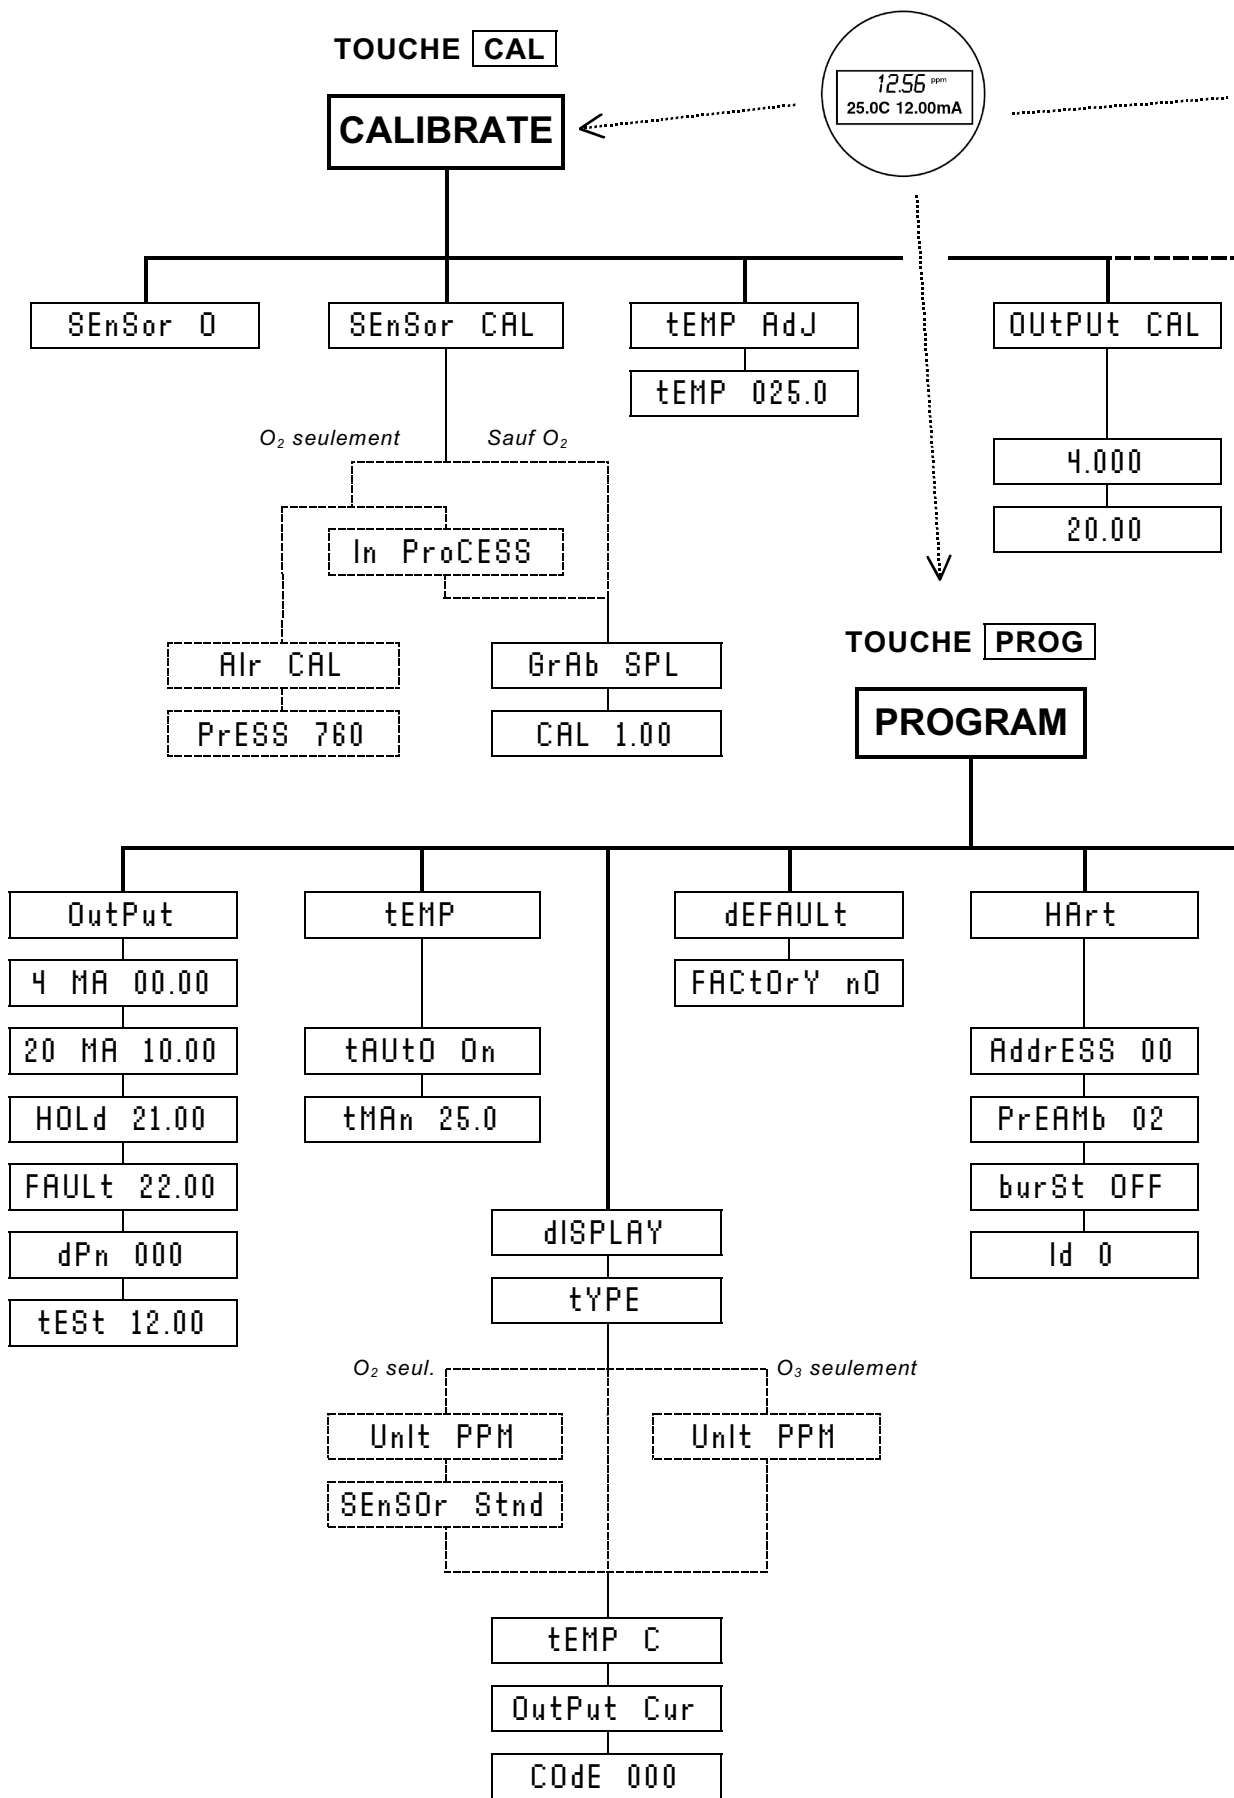 TOUCHE CAL
12.56 ppm
25.0C 12.00mA
CALIBRATE
SEnSor 0
SEnSor CAL
tEMP AdJ
OUtPUt CAL
tEMP 025.0
O₂ seulement
Sauf O₂
4.000
20.00
In ProCESS
AIr CAL
GrAb SPL
PrESS 760
CAL 1.00
TOUCHE PROG
PROGRAM
OutPut
tEMP
dEFAULt
HArt
4 MA 00.00
FACtOrY nO
20 MA 10.00
tAUtO On
AddrESS 00
HOLd 21.00
tMAn 25.0
PrEAMb 02
FAULt 22.00
burSt OFF
dPn 000
dISPLAY
Id 0
tESt 12.00
tYPE
O₂ seul.
O₃ seulement
UnIt PPM
UnIt PPM
SEnSOr Stnd
tEMP C
OutPut Cur
COdE 000